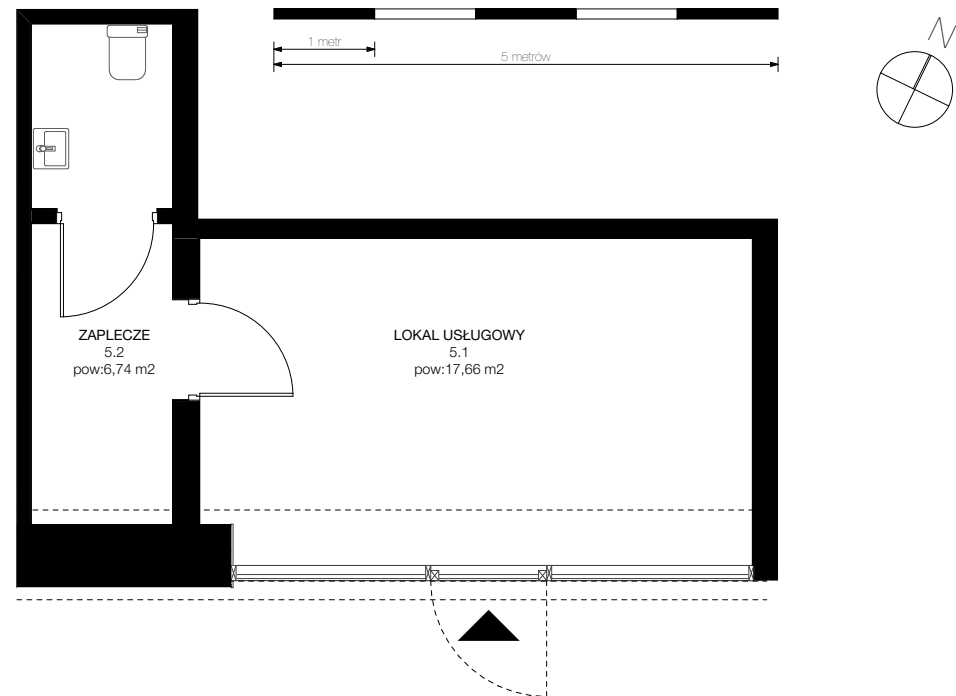 1 metr
5 metrów
N
ZAPLECZE
5.2
pow:6,74 m2
LOKAL USŁUGOWY
5.1
pow:17,66 m2